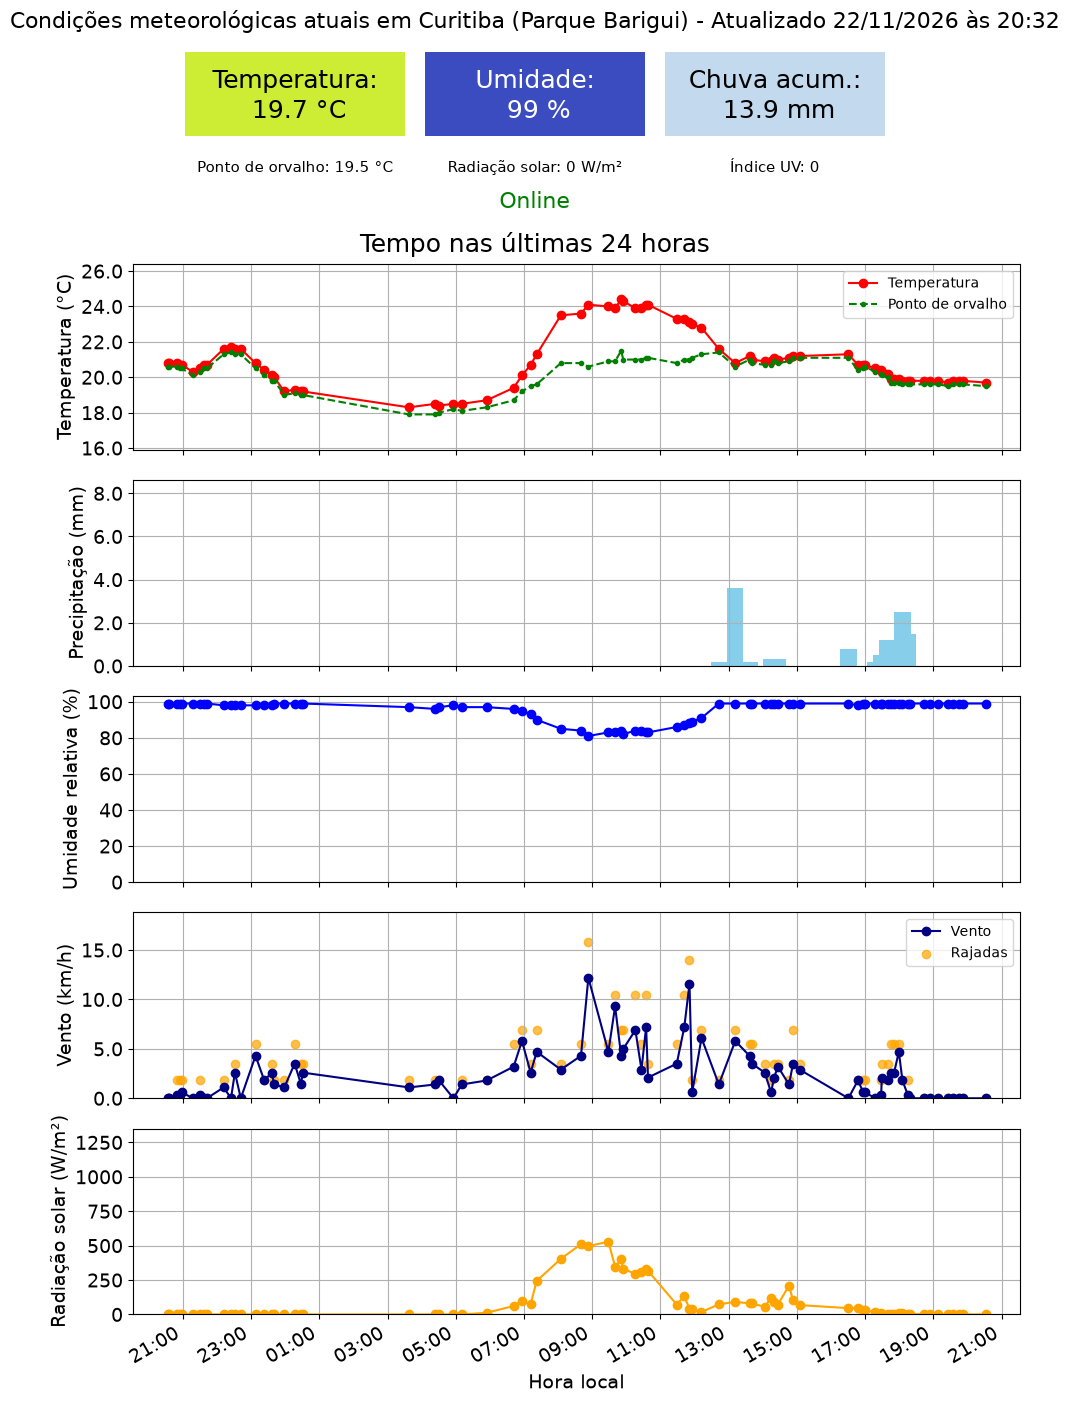 Condições meteorológicas atuais em Curitiba (Parque Barigui) - Atualizado 22/11/2026 às 20:32
Temperatura:
19.7 °C
Umidade:
99 %
Chuva acum.:
13.9 mm
Ponto de orvalho: 19.5 °C
Radiação solar: 0 W/m²
Índice UV: 0
Online
Tempo nas últimas 24 horas
Temperatura (°C)
26.0
24.0
22.0
20.0
18.0
16.0
Temperatura
Ponto de orvalho
Precipitação (mm)
8.0
6.0
4.0
2.0
0.0
Umidade relativa (%)
100
80
60
40
20
0
Vento (km/h)
15.0
10.0
5.0
0.0
Vento
Rajadas
Radiação solar (W/m²)
1250
1000
750
500
250
0
21:00
23:00
01:00
03:00
05:00
07:00
09:00
11:00
13:00
15:00
17:00
19:00
21:00
Hora local